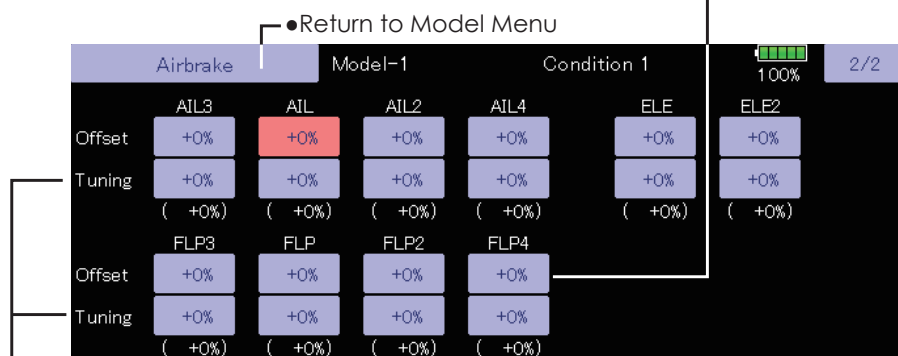 ●Return to Model Menu
Airbrake Model-1 Condition 1 100% 2/2
AIL3 AIL AIL2 AIL4 ELE ELE2
Offset +0% +0% +0% +0% +0% +0%
Tuning +0% +0% +0% +0% +0% +0%
( +0%) ( +0%) ( +0%) ( +0%) ( +0%) ( +0%)
FLP3 FLP FLP2 FLP4
Offset +0% +0% +0% +0%
Tuning +0% +0% +0% +0%
( +0%) ( +0%) ( +0%) ( +0%)